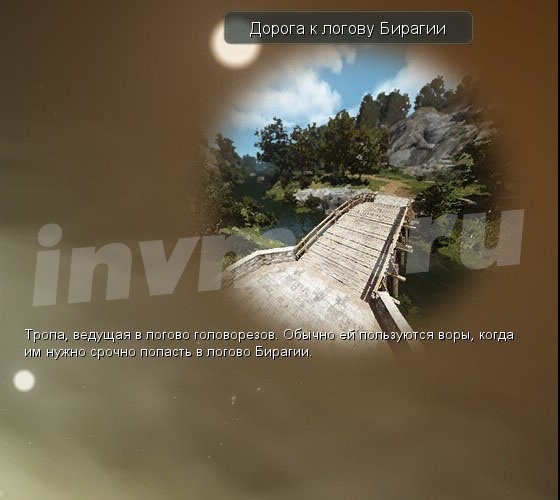 Дорога к логову Бирагии
Тропа, ведущая в логово головорезов. Обычно ей пользуются воры, когда
им нужно срочно попасть в логово Бирагии.